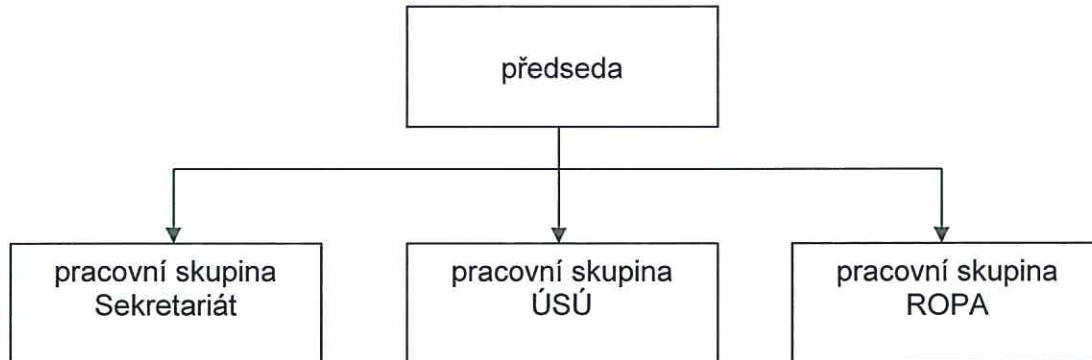 předseda
pracovní skupina
Sekretariát
pracovní skupina
ÚSÚ
pracovní skupina
ROPA